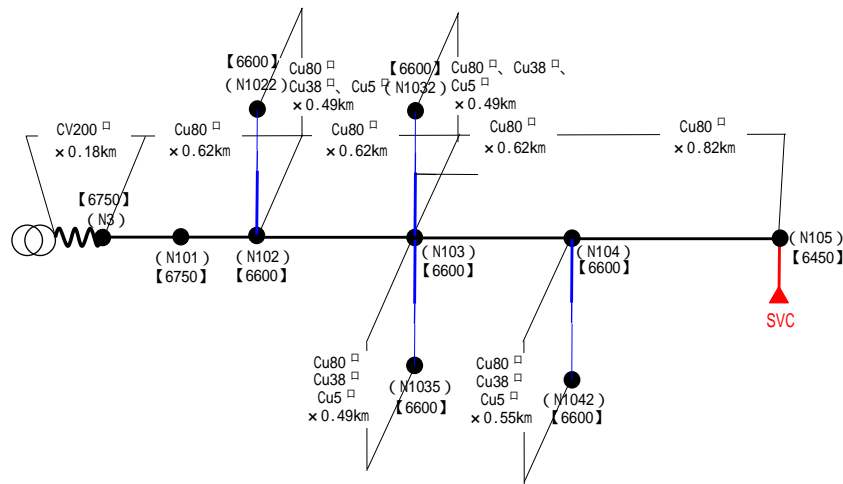 【6600】
(N1022)
Cu80□
Cu38□、Cu5□
×0.49km
【6600】
(N1032)
Cu80□、Cu38□、
Cu5□
×0.49km
CV200□
×0.18km
Cu80□
×0.62km
Cu80□
×0.62km
Cu80□
×0.62km
Cu80□
×0.82km
【6750】
(N3)
(N101)
【6750】
(N102)
【6600】
(N103)
【6600】
(N104)
【6600】
(N105)
【6450】
SVC
Cu80□
Cu38□
Cu5□
×0.49km
(N1035)
【6600】
Cu80□
Cu38□
Cu5□
×0.55km
(N1042)
【6600】